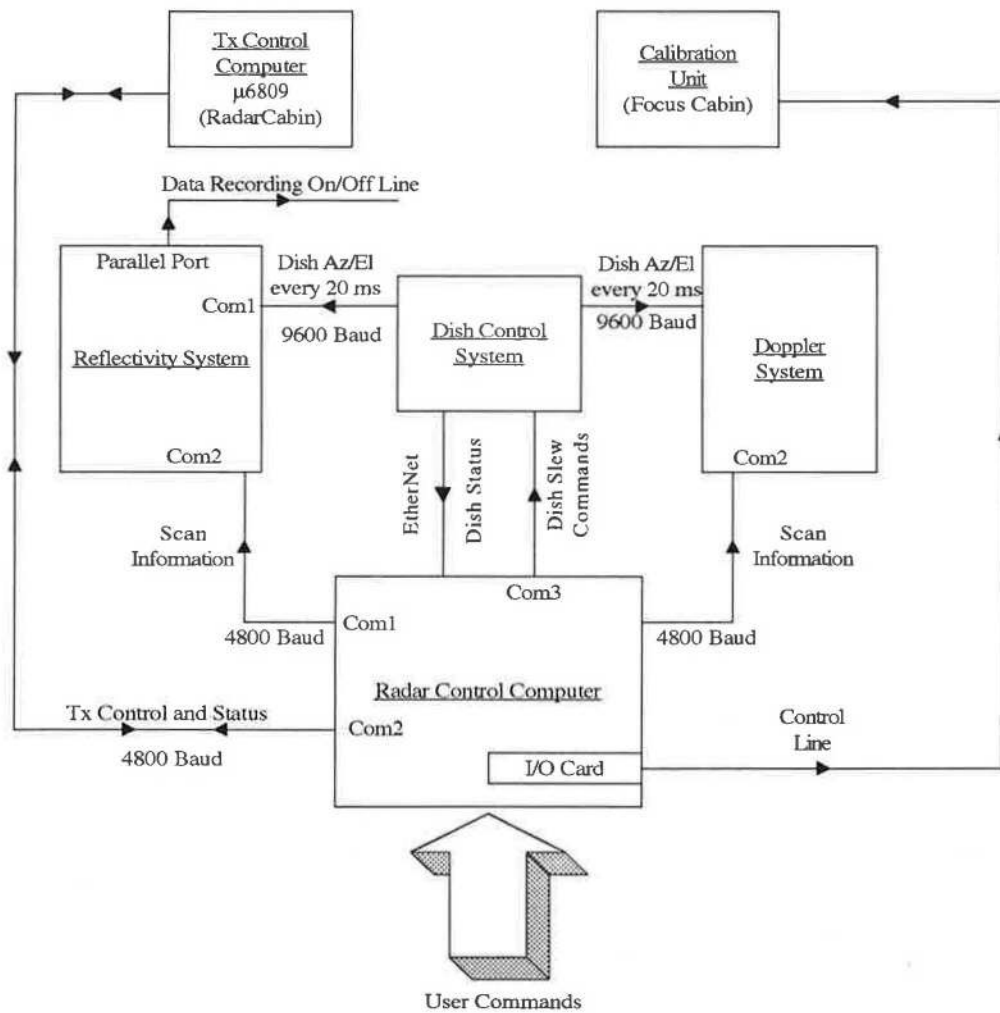 Tx Control
Computer
µ6809
(RadarCabin)
Calibration
Unit
(Focus Cabin)
Data Recording On/Off Line
Parallel Port
Com1
Reflectivity System
Com2
Dish Az/El
every 20 ms
9600 Baud
Dish Control
System
Dish Az/El
every 20 ms
9600 Baud
Doppler
System
Com2
EtherNet
Dish Status
Dish Slew
Commands
Scan
Information
4800 Baud
Scan
Information
4800 Baud
Com3
Com1
Radar Control Computer
Com2
I/O Card
Tx Control and Status
4800 Baud
Control
Line
User Commands